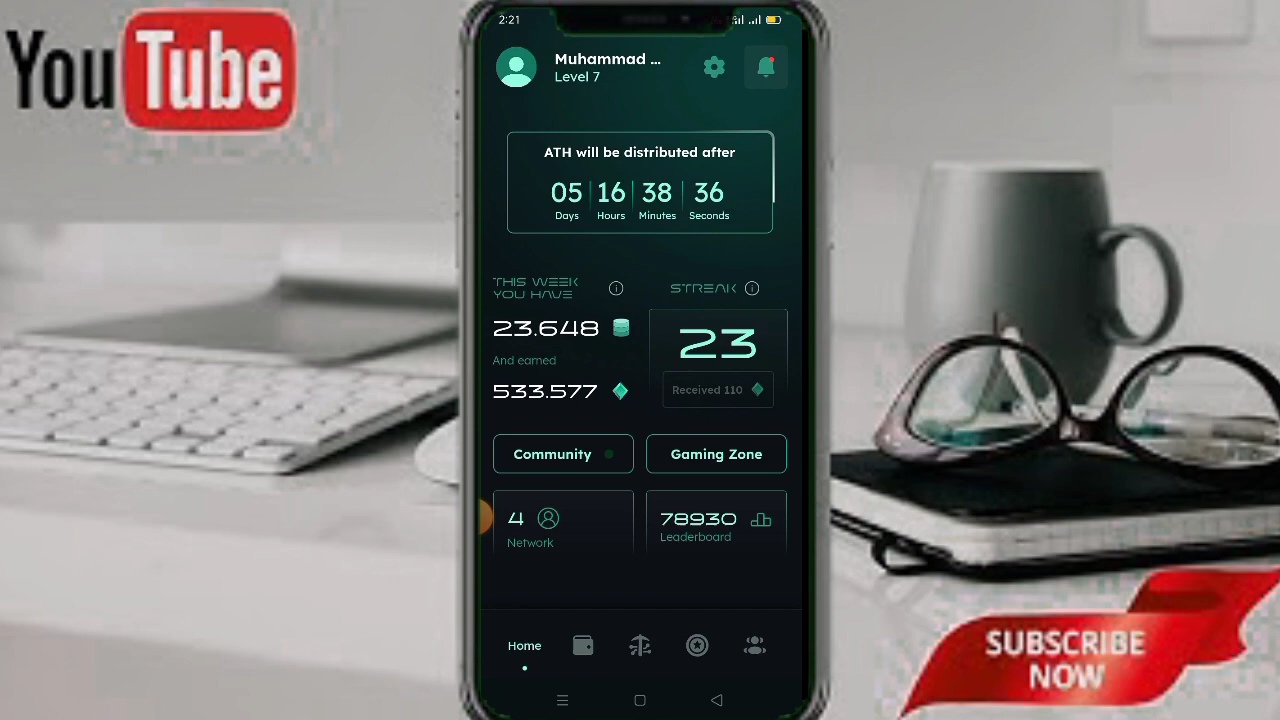 YouTube
2:21
Muhammad ...
Level 7
ATH will be distributed after
05 16 38 36
Days Hours Minutes Seconds
THIS WEEK
YOU HAVE
STREAK
23.648
23
And earned
533.577
Received 110
Community
Gaming Zone
4
Network
78930
Leaderboard
Home
SUBSCRIBE
NOW